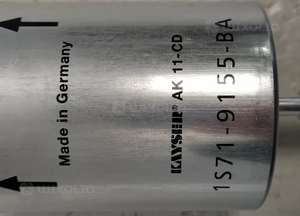 Made in Germany
KAYSER® AK 11-CD
1S71-9155-BA